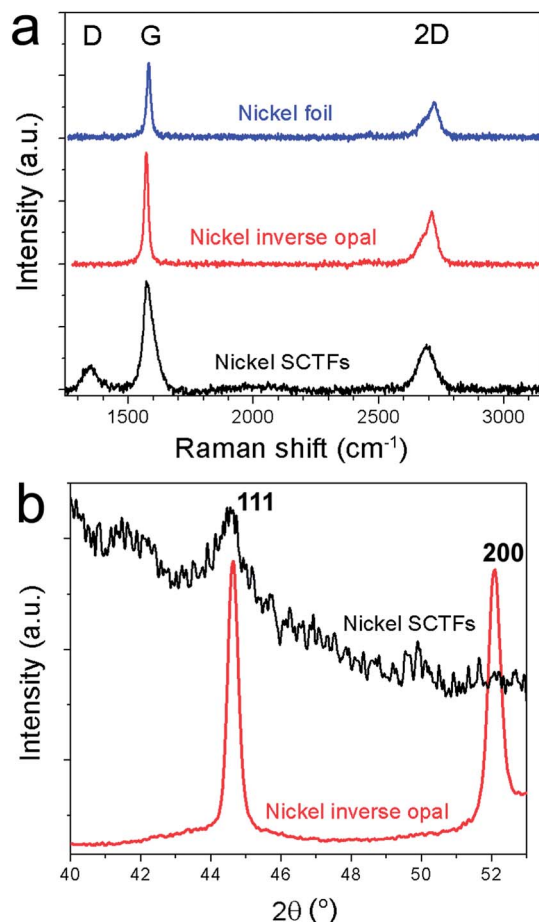 a
D G 2D
Nickel foil
Nickel inverse opal
Nickel SCTFs
Intensity (a.u.)
1500 2000 2500 3000
Raman shift (cm-1)
b
111
200
Nickel SCTFs
Nickel inverse opal
Intensity (a.u.)
40 42 44 46 48 50 52
2θ (°)